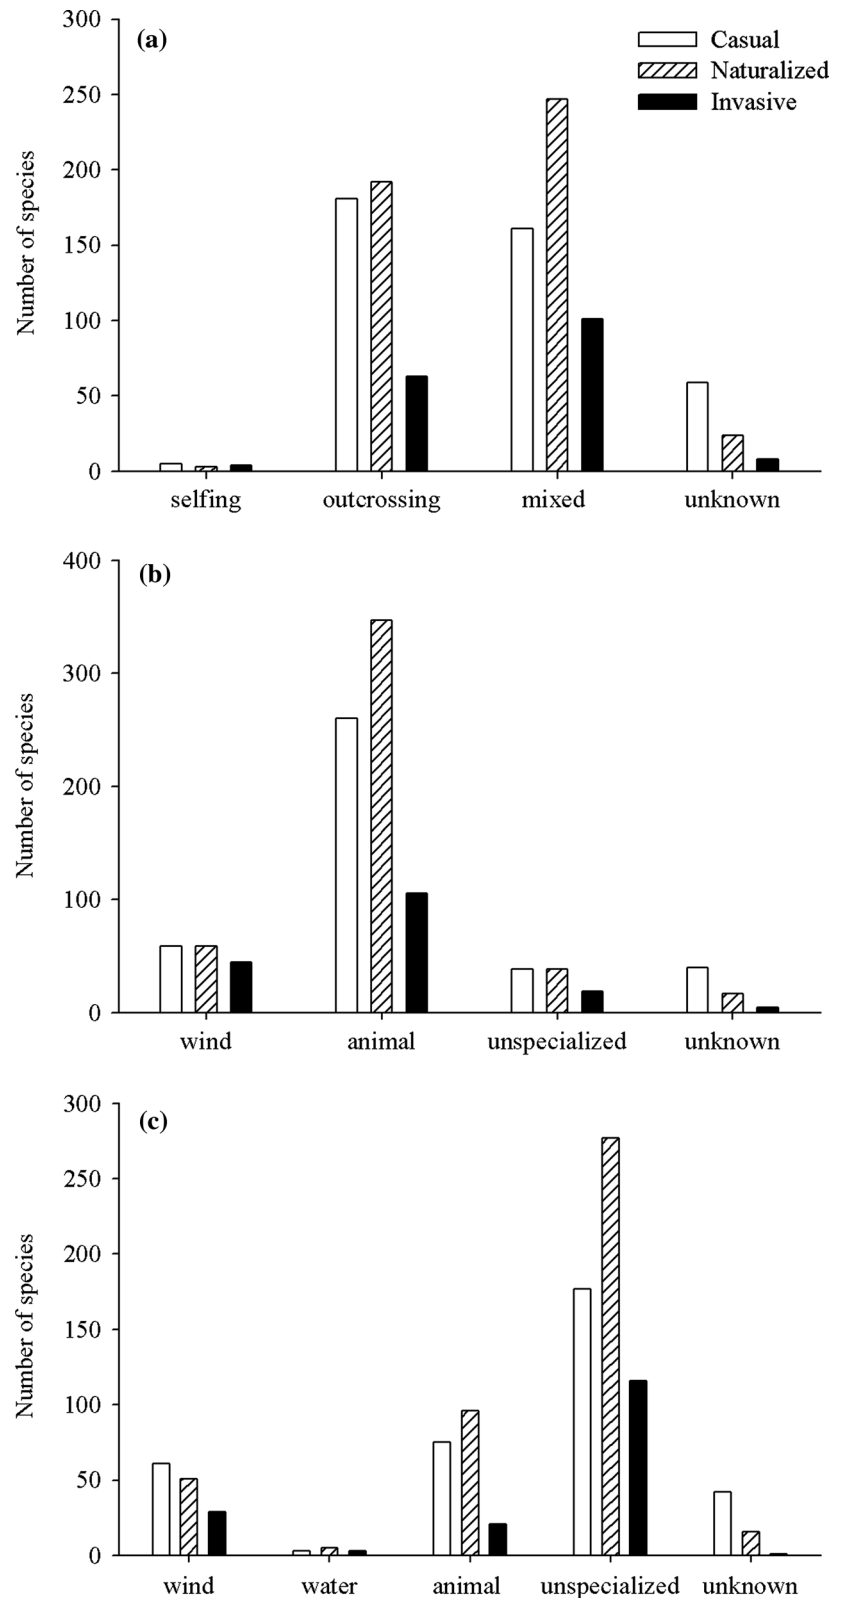 (a)
Casual
Naturalized
Invasive
300
250
200
150
100
50
0
Number of species
selfing outcrossing mixed unknown
(b)
400
300
200
100
0
Number of species
wind animal unspecialized unknown
(c)
300
250
200
150
100
50
0
Number of species
wind water animal unspecialized unknown